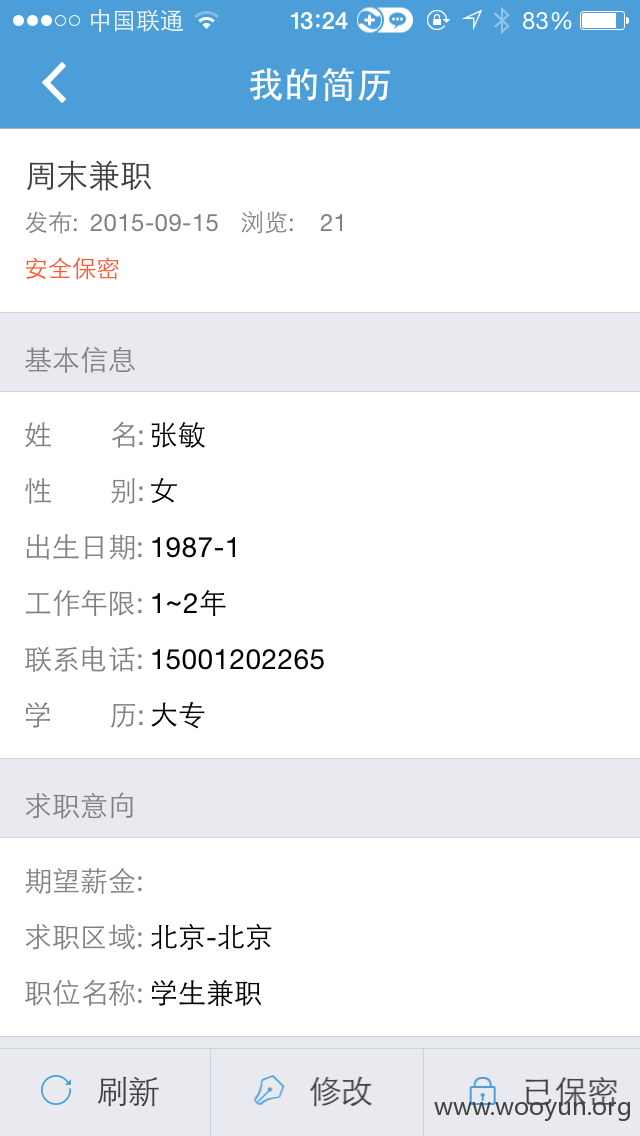 中国联通 13:24 83%
我的简历
周末兼职
发布: 2015-09-15 浏览: 21
安全保密
基本信息
姓 名: 张敏
性 别: 女
出生日期: 1987-1
工作年限: 1~2年
联系电话: 15001202265
学 历: 大专
求职意向
期望薪金:
求职区域: 北京-北京
职位名称: 学生兼职
刷新 修改 已保密
www.wooyun.org